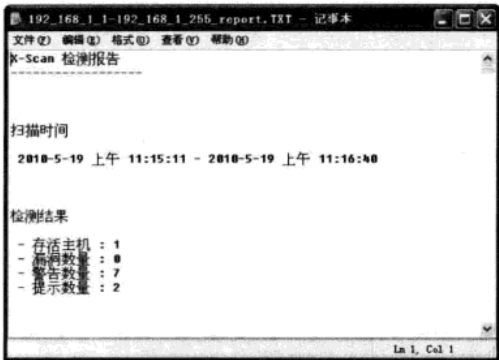 192_168_1_1-192_168_1_255_report.TXT - 记事本
文件(F) 编辑(E) 格式(O) 查看(V) 帮助(H)
X-Scan 检测报告
------------------
扫描时间
2010-5-19 上午 11:15:11 - 2010-5-19 上午 11:16:40
检测结果
- 存活主机 : 1
- 漏洞数量 : 0
- 警告数量 : 7
- 提示数量 : 2
Ln 1, Col 1